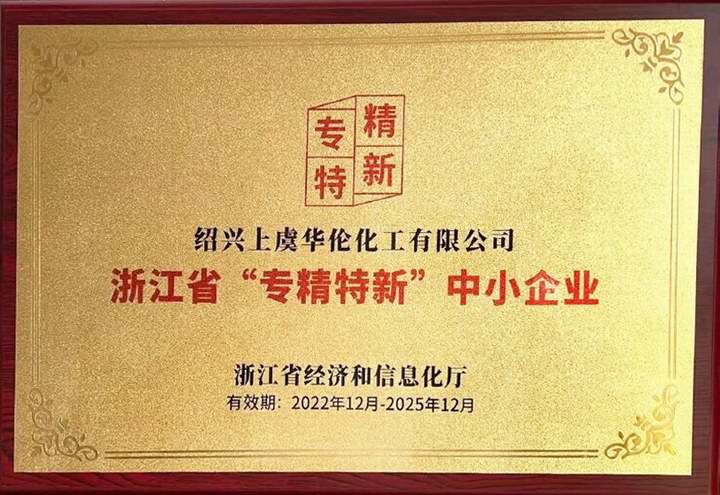 专精
特新
绍兴上虞华伦化工有限公司
浙江省“专精特新”中小企业
浙江省经济和信息化厅
有效期：2022年12月-2025年12月